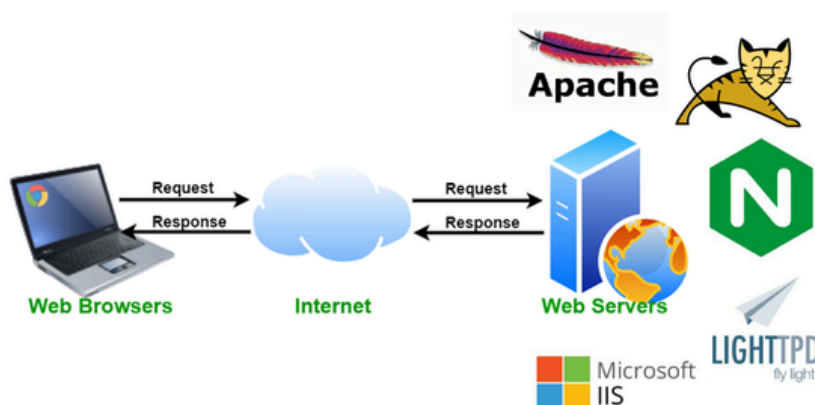 Apache
Request
Response
Request
Response
N
Web Browsers
Internet
Web Servers
LIGHTTPD
fly light
Microsoft
IIS